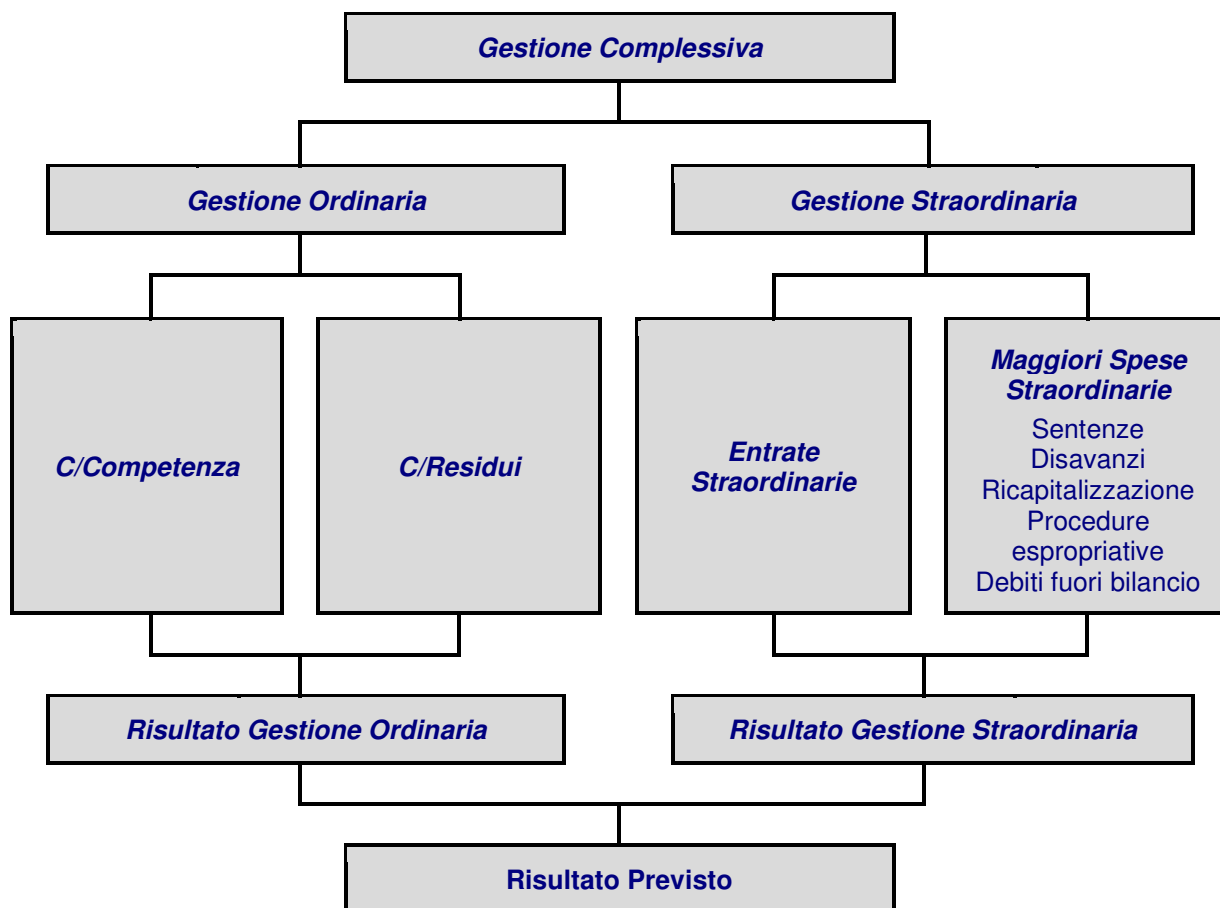 Gestione Complessiva
Gestione Ordinaria
Gestione Straordinaria
C/Competenza
C/Residui
Entrate
Straordinarie
Maggiori Spese
Straordinarie
Sentenze
Disavanzi
Ricapitalizzazione
Procedure
espropriative
Debiti fuori bilancio
Risultato Gestione Ordinaria
Risultato Gestione Straordinaria
Risultato Previsto